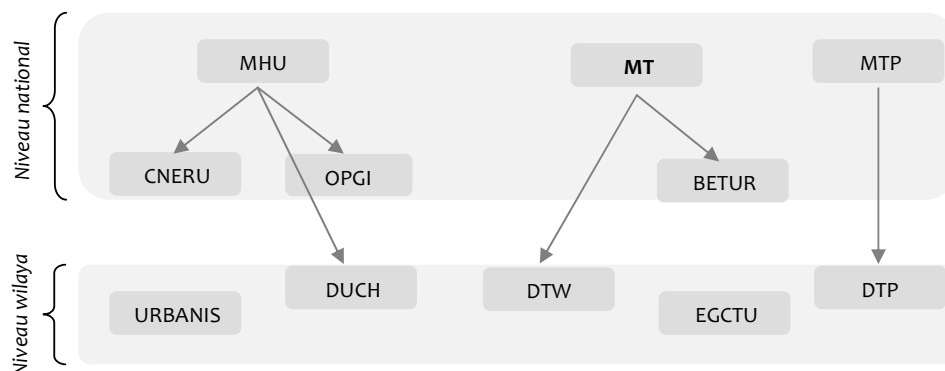 Niveau national
MHU
MT
MTP
CNERU
OPGI
BETUR
Niveau wilaya
DUCH
DTW
DTP
URBANIS
EGCTU